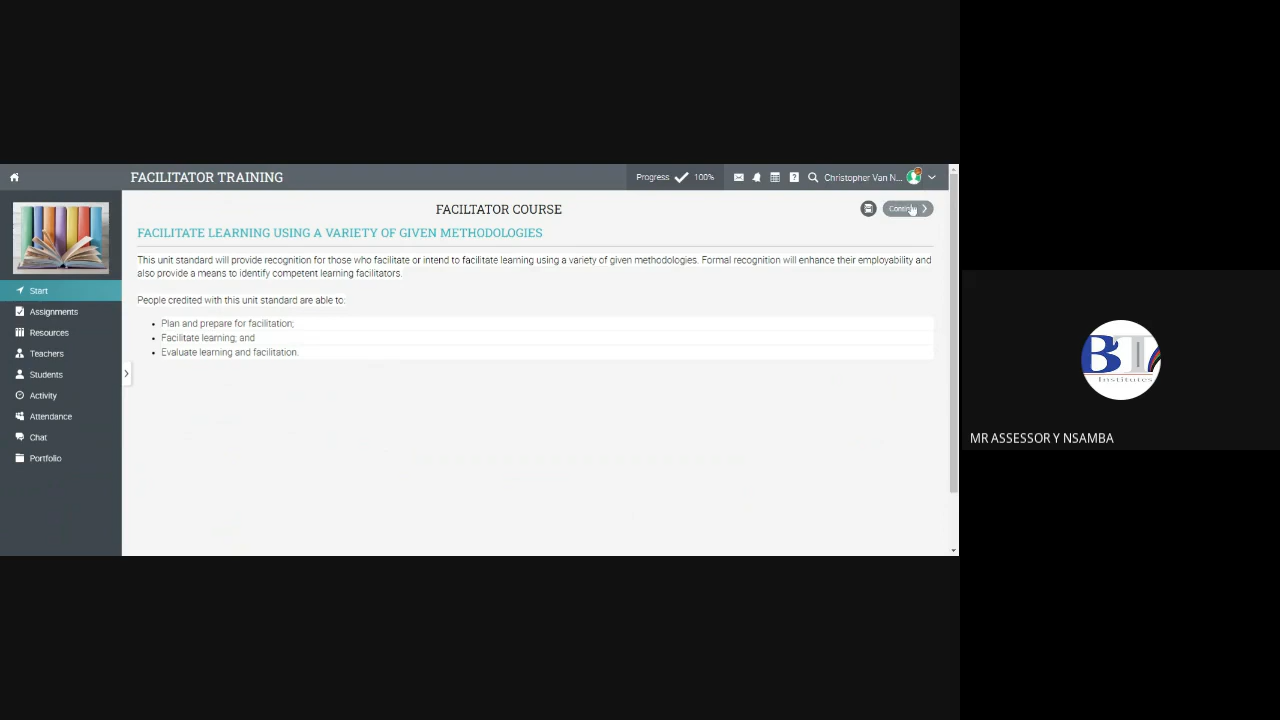 FACILITATOR TRAINING
Progress 100%
Christopher Van N...
FACILTATOR COURSE
FACILITATE LEARNING USING A VARIETY OF GIVEN METHODOLOGIES
This unit standard will provide recognition for those who facilitate or intend to facilitate learning using a variety of given methodologies. Formal recognition will enhance their employability and
also provide a means to identify competent learning facilitators.
People credited with this unit standard are able to:
Plan and prepare for facilitation;
Facilitate learning; and
Evaluate learning and facilitation.
Start
Assignments
Resources
Teachers
Students
Activity
Attendance
Chat
Portfolio
Institutes
MR ASSESSOR Y NSAMBA